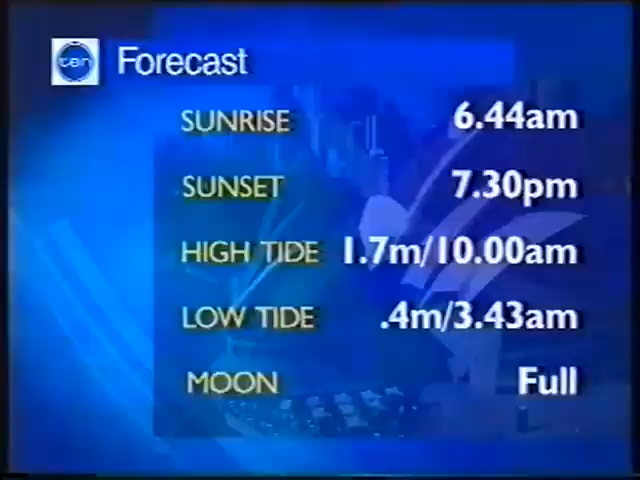 ten Forecast
SUNRISE 6.44am
SUNSET 7.30pm
HIGH TIDE 1.7m/10.00am
LOW TIDE .4m/3.43am
MOON Full